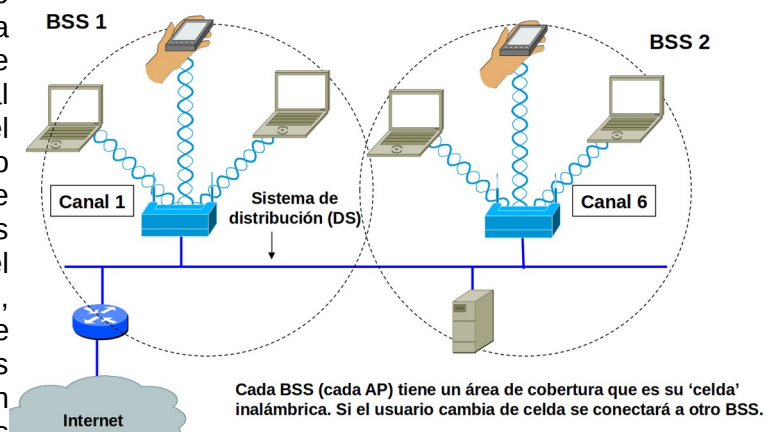 BSS 1
BSS 2
Canal 1
Sistema de
distribución (DS)
Canal 6
Cada BSS (cada AP) tiene un área de cobertura que es su ‘celda’
inalámbrica. Si el usuario cambia de celda se conectará a otro BSS.
Internet